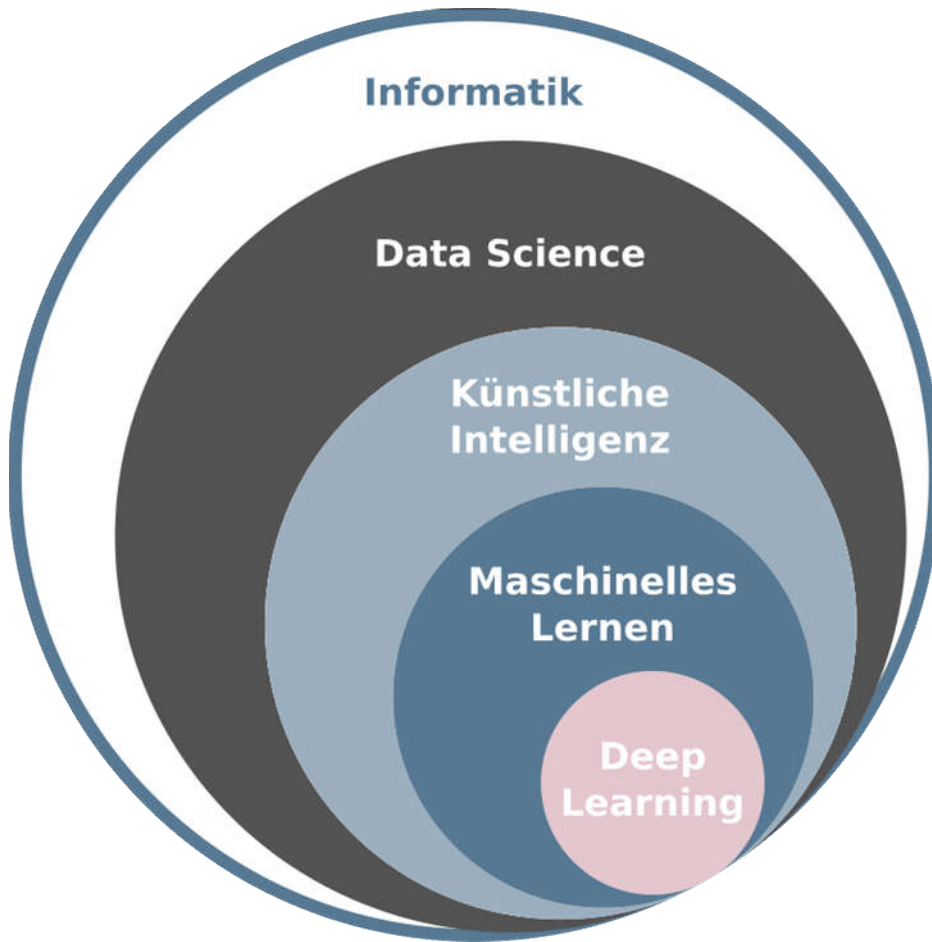 Informatik
Data Science
Künstliche
Intelligenz
Maschinelles
Lernen
Deep
Learning